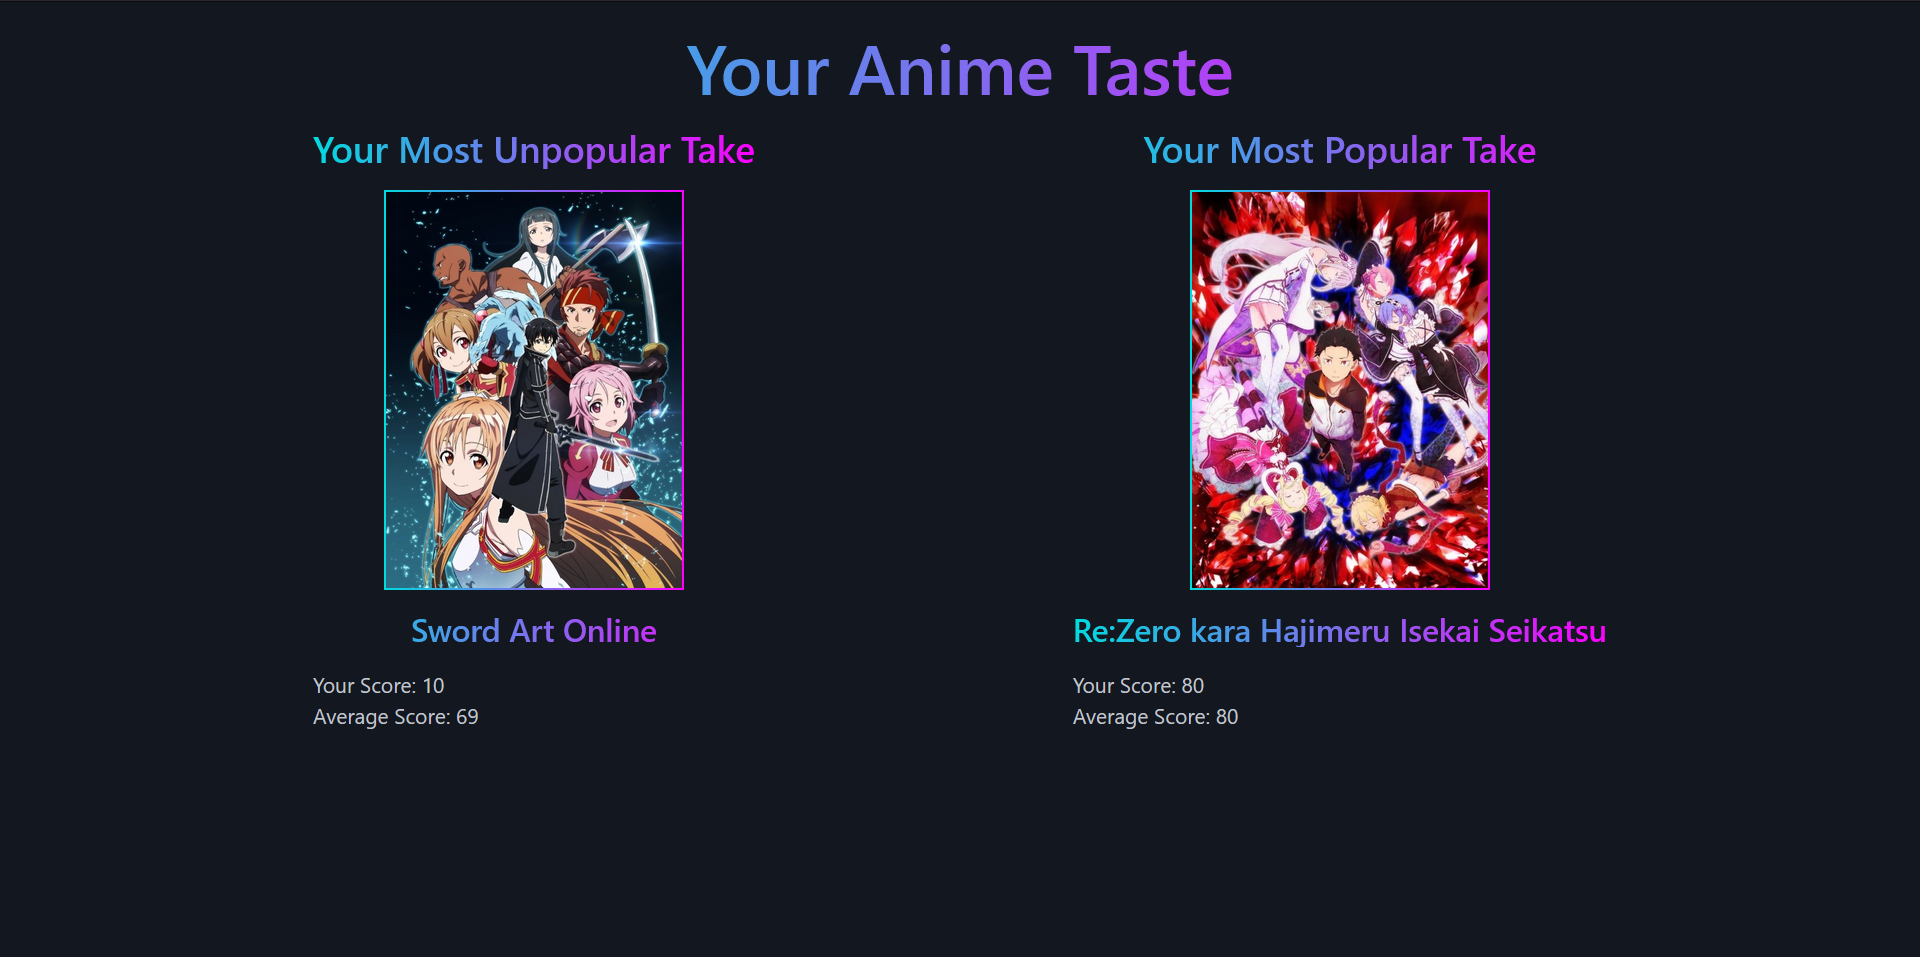 Your Anime Taste
Your Most Unpopular Take
Sword Art Online
Your Score: 10
Average Score: 69
Your Most Popular Take
Re:Zero kara Hajimeru Isekai Seikatsu
Your Score: 80
Average Score: 80